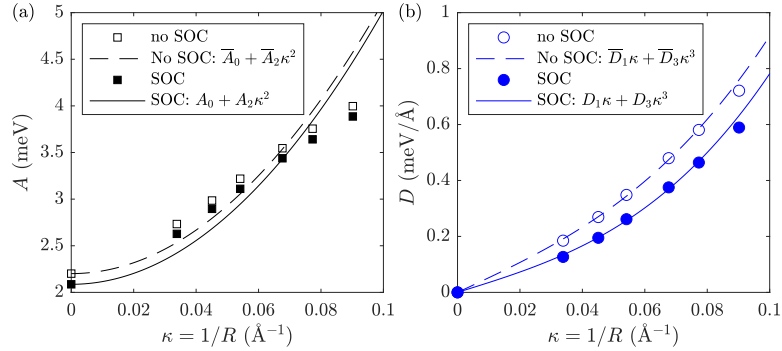 (a)
no SOC
No SOC: A̅₀ + A̅₂κ²
SOC
SOC: A₀ + A₂κ²
5
4.5
4
3.5
3
2.5
2
A (meV)
0 0.02 0.04 0.06 0.08 0.1
κ = 1/R (Å⁻¹)
(b)
no SOC
No SOC: D̅₁κ + D̅₃κ³
SOC
SOC: D₁κ + D₃κ³
1
0.8
0.6
0.4
0.2
0
D (meV/Å)
0 0.02 0.04 0.06 0.08 0.1
κ = 1/R (Å⁻¹)